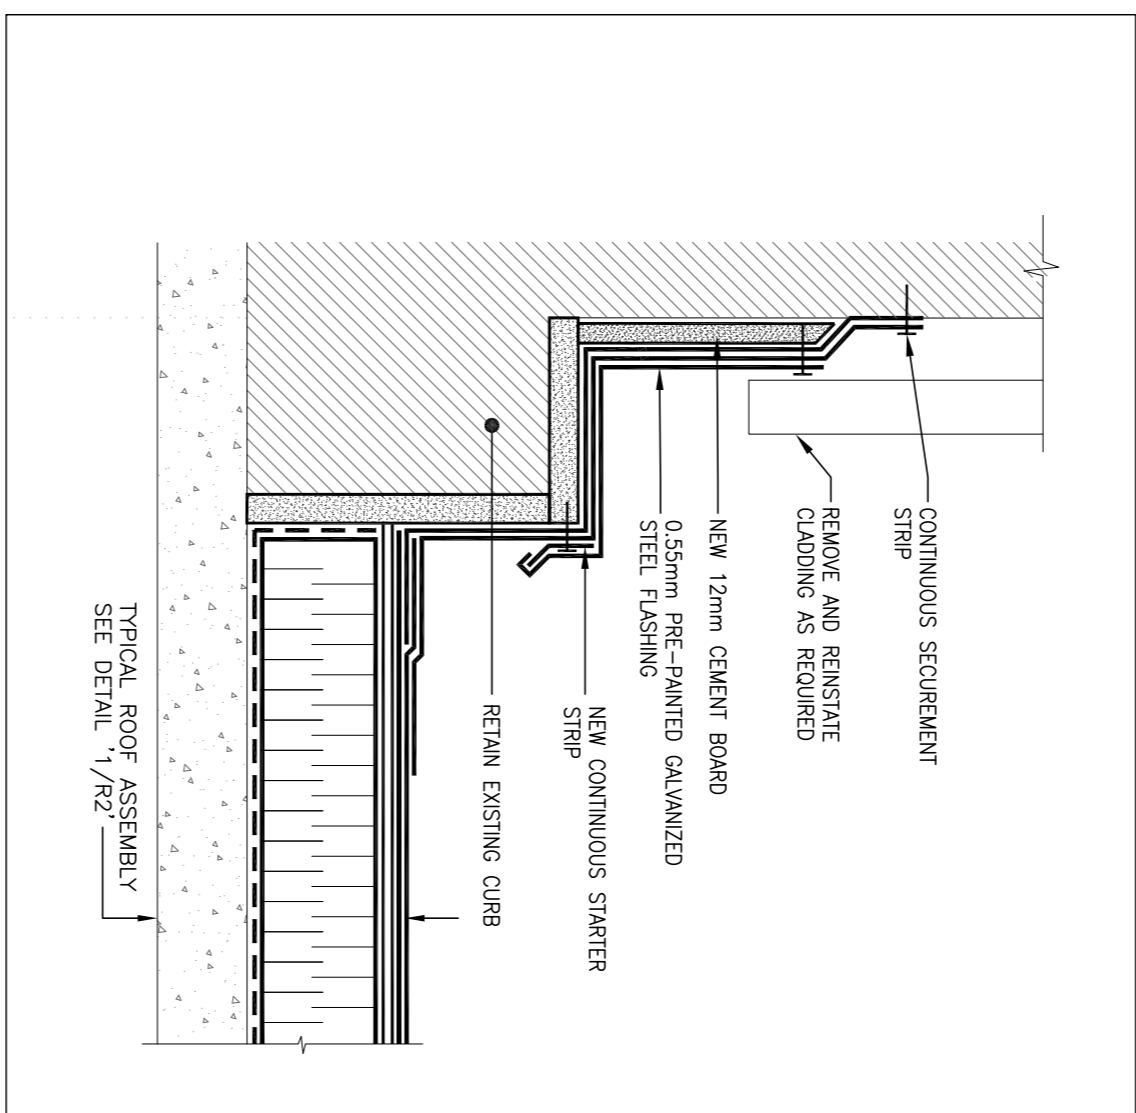 CONTINUOUS SECUREMENT
STRIP
REMOVE AND REINSTATE
CLADDING AS REQUIRED
NEW 12mm CEMENT BOARD
0.55mm PRE-PAINTED GALVANIZED
STEEL FLASHING
NEW CONTINUOUS STARTER
STRIP
RETAIN EXISTING CURB
TYPICAL ROOF ASSEMBLY
SEE DETAIL '1/R2'